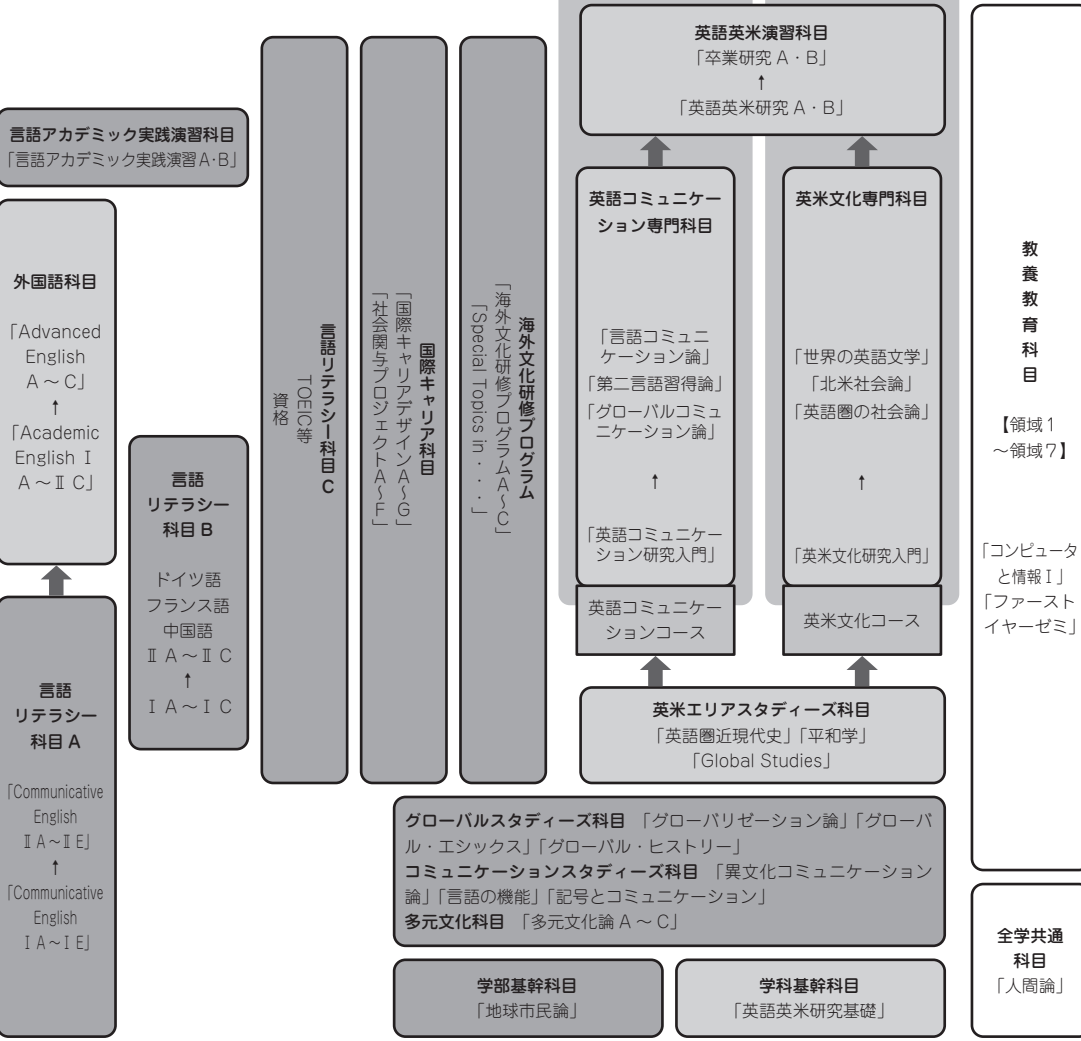 英語英米演習科目
「卒業研究 A・B」
↑
「英語英米研究 A・B」
言語アカデミック実践演習科目
「言語アカデミック実践演習 A・B」
外国語科目
「Advanced
English
A ～ C」
↑
「Academic
English Ⅰ
A ～ Ⅱ C」
言語
リテラシー
科目 A
「Communicative
English
Ⅱ A～Ⅱ E」
↑
「Communicative
English
Ⅰ A～Ⅰ E」
言語
リテラシー
科目 B
ドイツ語
フランス語
中国語
Ⅱ A～Ⅱ C
↑
Ⅰ A～Ⅰ C
言語リテラシー科目 C
TOEIC等
資格
国際キャリア科目
「国際キャリアデザインA～G」
「社会関与プロジェクトA～F」
海外文化研修プログラム
「海外文化研修プログラムA～C」
「Special Topics in・・・」
英語コミュニケー
ション専門科目
「言語コミュニ
ケーション論」
「第二言語習得論」
「グローバルコミュ
ニケーション論」
↑
「英語コミュニケー
ション研究入門」
英語コミュニケー
ションコース
英米文化専門科目
「世界の英語文学」
「北米社会論」
「英語圏の社会論」
↑
「英米文化研究入門」
英米文化コース
英米エリアスタディーズ科目
「英語圏近現代史」「平和学」
「Global Studies」
グローバルスタディーズ科目 「グローバリゼーション論」「グローバ
ル・エシックス」「グローバル・ヒストリー」
コミュニケーションスタディーズ科目 「異文化コミュニケーション
論」「言語の機能」「記号とコミュニケーション」
多元文化科目 「多元文化論 A ～ C」
学部基幹科目
「地球市民論」
学科基幹科目
「英語英米研究基礎」
教
養
教
育
科
目
【領域１
～領域７】
「コンピュータ
と情報Ⅰ」
「ファースト
イヤーゼミ」
全学共通
科目
「人間論」